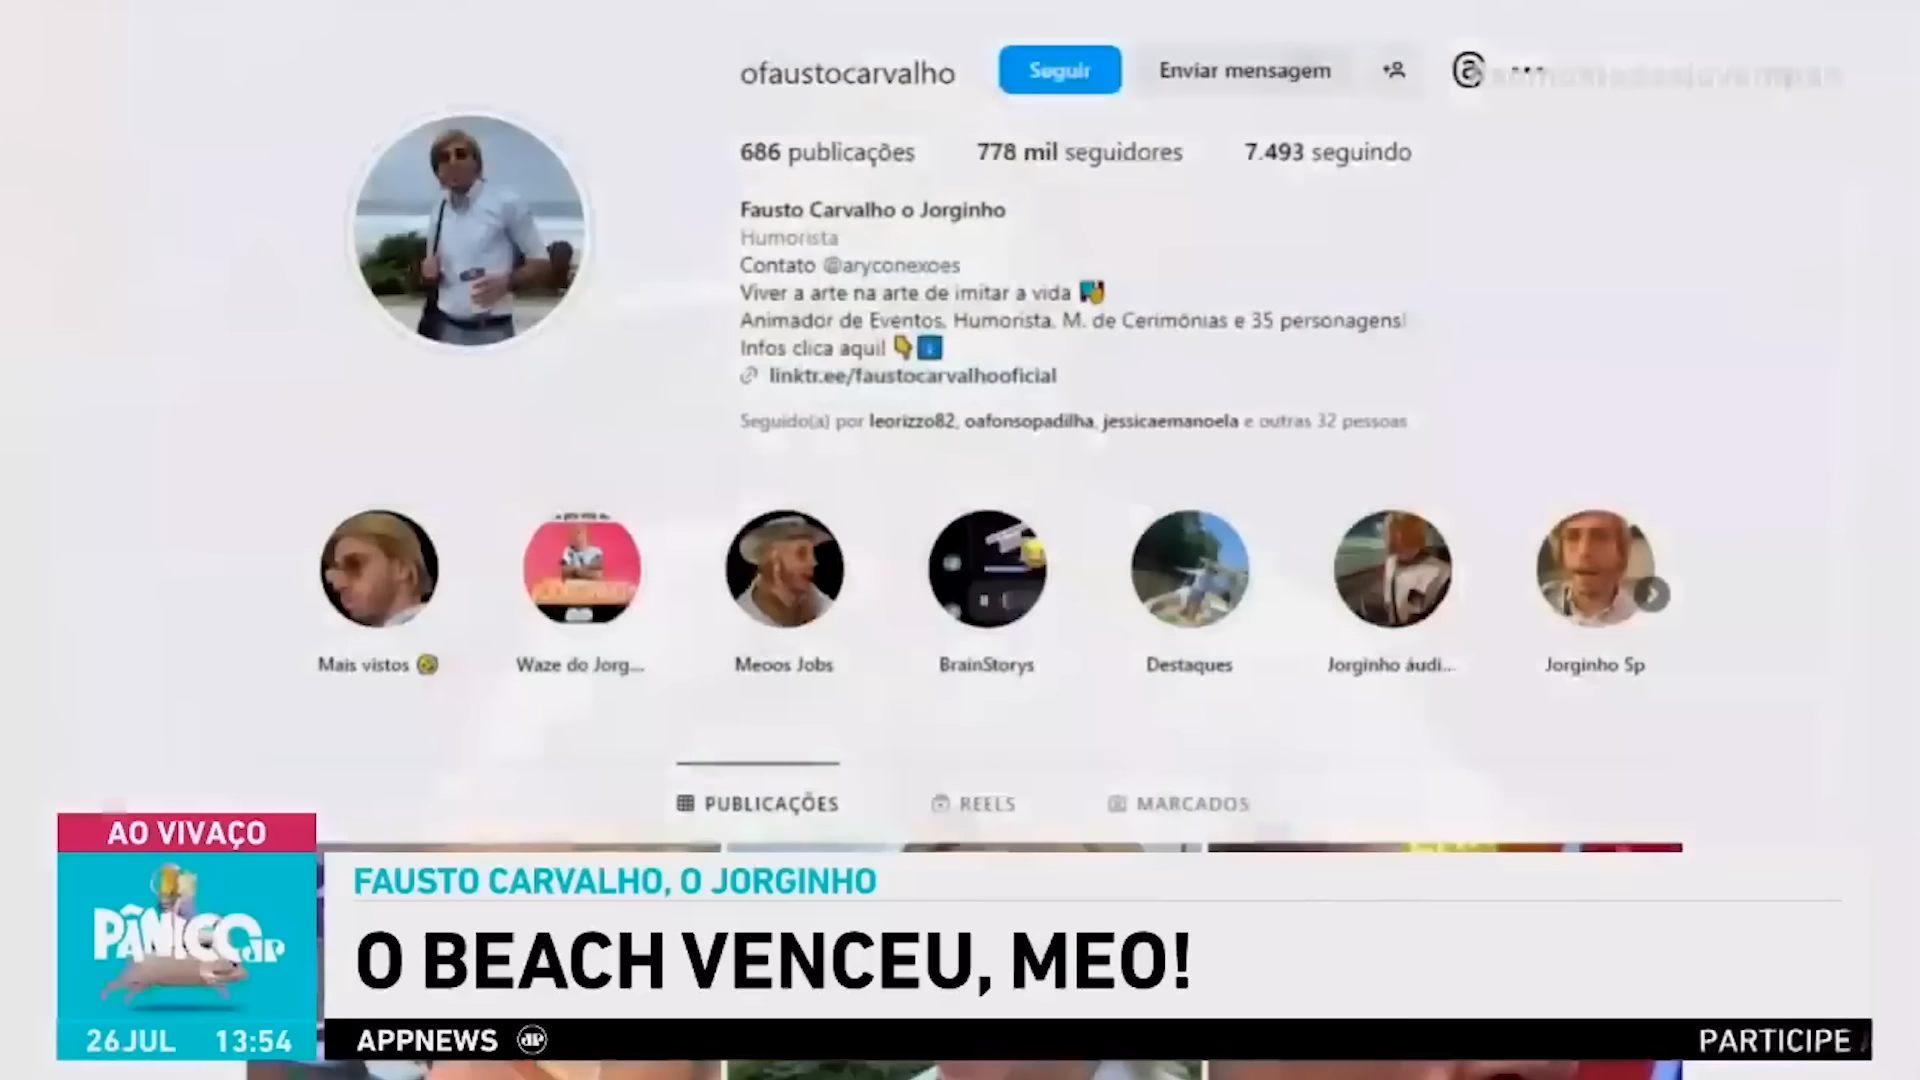 ofaustocarvalho Seguir Enviar mensagem
686 publicações 778 mil seguidores 7.493 seguindo
Fausto Carvalho o Jorginho
Humorista
Contato @aryconexoes
Viver a arte na arte de imitar a vida
Animador de Eventos, Humorista, M. de Cerimônias e 35 personagens!
Infos clica aqui!
linktr.ee/faustocarvalhooficial
Seguido(a) por leorizzo82, oafonsopadilha, jessicaemanoela e outras 32 pessoas
Mais vistos Waze do Jorg... Meoos Jobs BrainStorys Destaques Jorginho áudi... Jorginho Sp
PUBLICAÇÕES REELS MARCADOS
AO VIVAÇO
PÂNICO JP
26JUL 13:54
FAUSTO CARVALHO, O JORGINHO
O BEACH VENCEU, MEO!
APPNEWS JP PARTICIPE